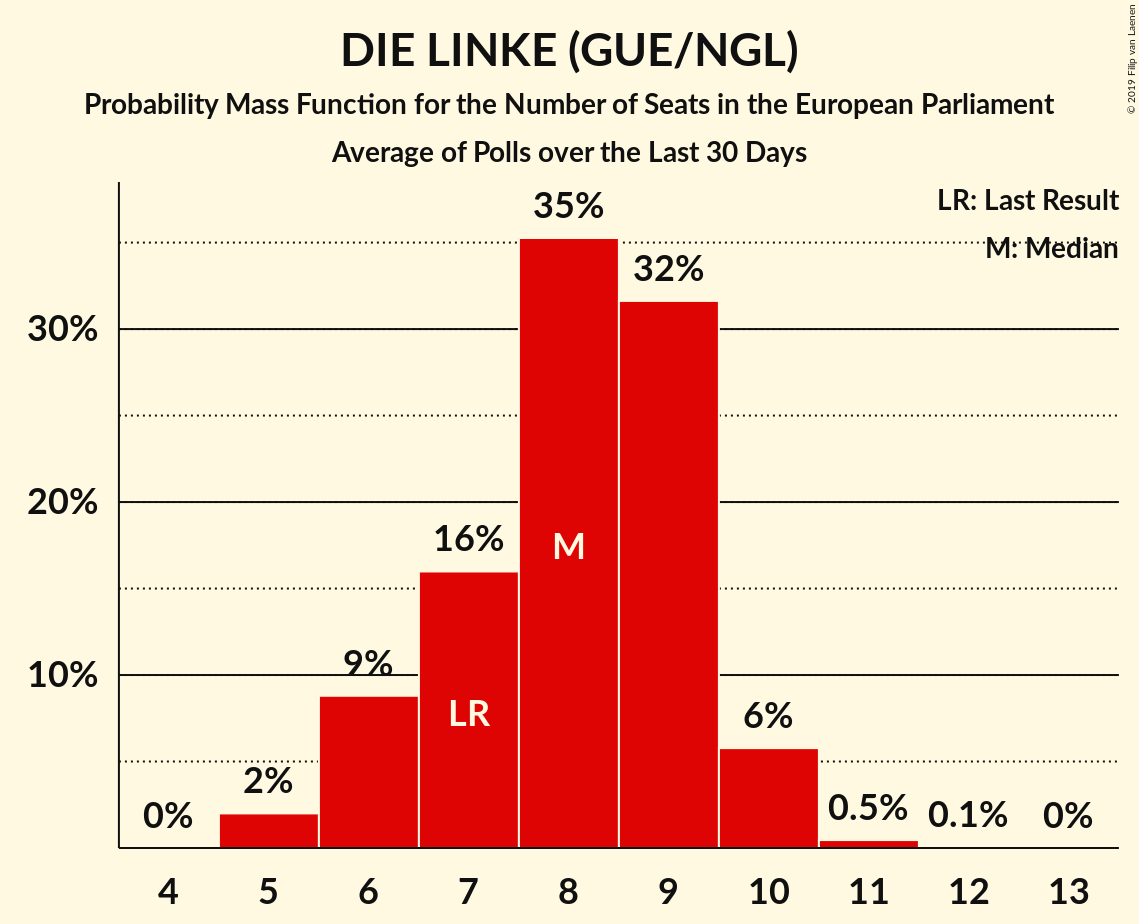 DIE LINKE (GUE/NGL)
Probability Mass Function for the Number of Seats in the European Parliament
Average of Polls over the Last 30 Days
© 2019 Filip van Laenen
LR: Last Result
M: Median
35%
32%
30%
20%
16%
M
10%
9%
LR
6%
2%
0%
0.5%
0.1%
0%
4 5 6 7 8 9 10 11 12 13